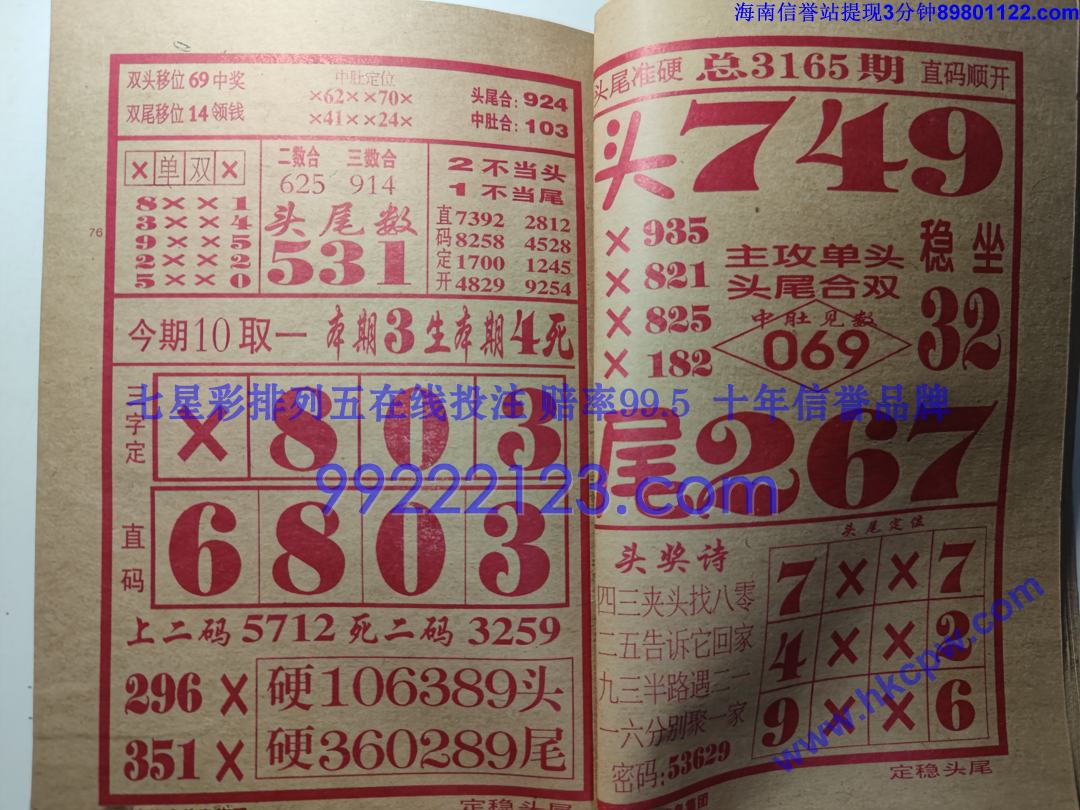 海南信誉站提现3分钟89801122.com
双头移位69中奖
双尾移位14领钱
中肚定位
×62××70×
×41××24×
头尾合:924
中肚合:103
×单双×
8××1
3××4
9××5
2××2
5××0
二数合 三数合
625 914
头尾数
531
2不当头
1不当尾
直码定开
7392 2812
8258 4528
1700 1245
4829 9254
76
今期10取一 本期3生本期4死
三字定
×803
七星彩排列五在线投注 赔率99.5 十年信誉品牌
99222123.com
直码
6803
上二码5712死二码3259
296×
351×
硬106389头
硬360289尾
定稳头尾
头尾准硬 总3165期 直码顺开
头749
×935
×821
×825
×182
主攻单头
头尾合双
中肚见数
069
稳坐
32
尾267
头奖诗
四三夹头找八零
二五告诉它回家
九三半路遇三二
一六分别聚一家
密码:53629
头尾定位
7××7
4××2
9××6
www.hkcpw.com
定稳头尾